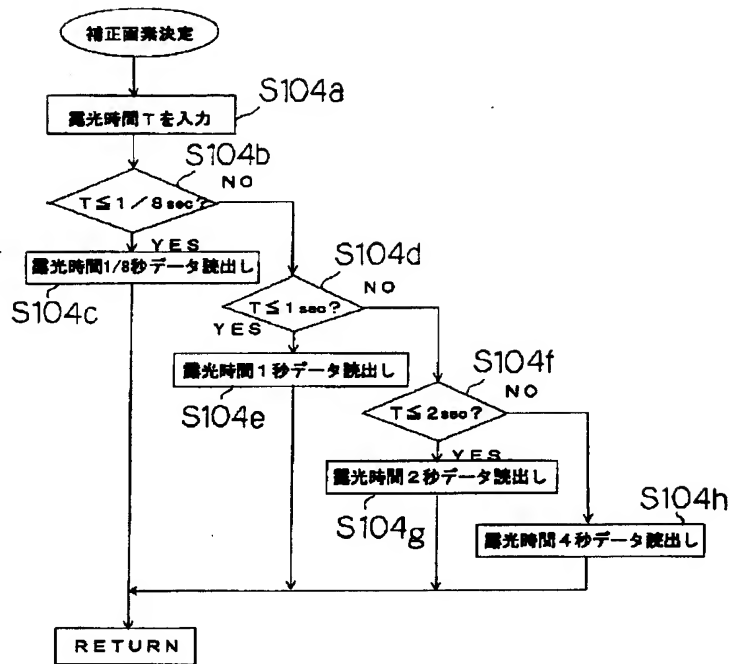 補正画素決定
S104a
露光時間Tを入力
S104b
NO
T≦1/8sec?
YES
露光時間1/8秒データ読出し
S104c
S104d
NO
T≦1sec?
YES
露光時間1秒データ読出し
S104e
S104f
NO
T≦2sec?
YES
露光時間2秒データ読出し
S104g
S104h
露光時間4秒データ読出し
RETURN